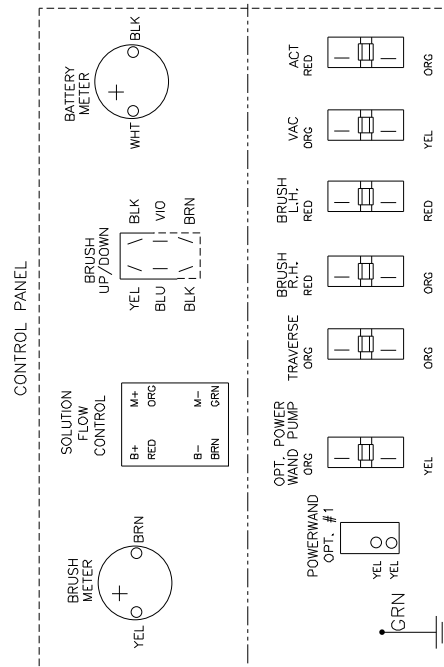 CONTROL PANEL
BRUSH
METER
+
YEL
BRN
SOLUTION
FLOW
CONTROL
B+ M+
RED ORG
B– M–
BRN GRN
BRUSH
UP/DOWN
YEL BLK
BLU VIO
BLK BRN
BATTERY
METER
+
WHT
BLK
POWERWAND
OPT. #1
YEL
YEL
GRN
OPT. POWER
WAND PUMP
ORG
YEL
TRAVERSE
ORG
ORG
BRUSH
R.H.
RED
ORG
BRUSH
L.H.
RED
RED
VAC
ORG
YEL
ACT
RED
ORG